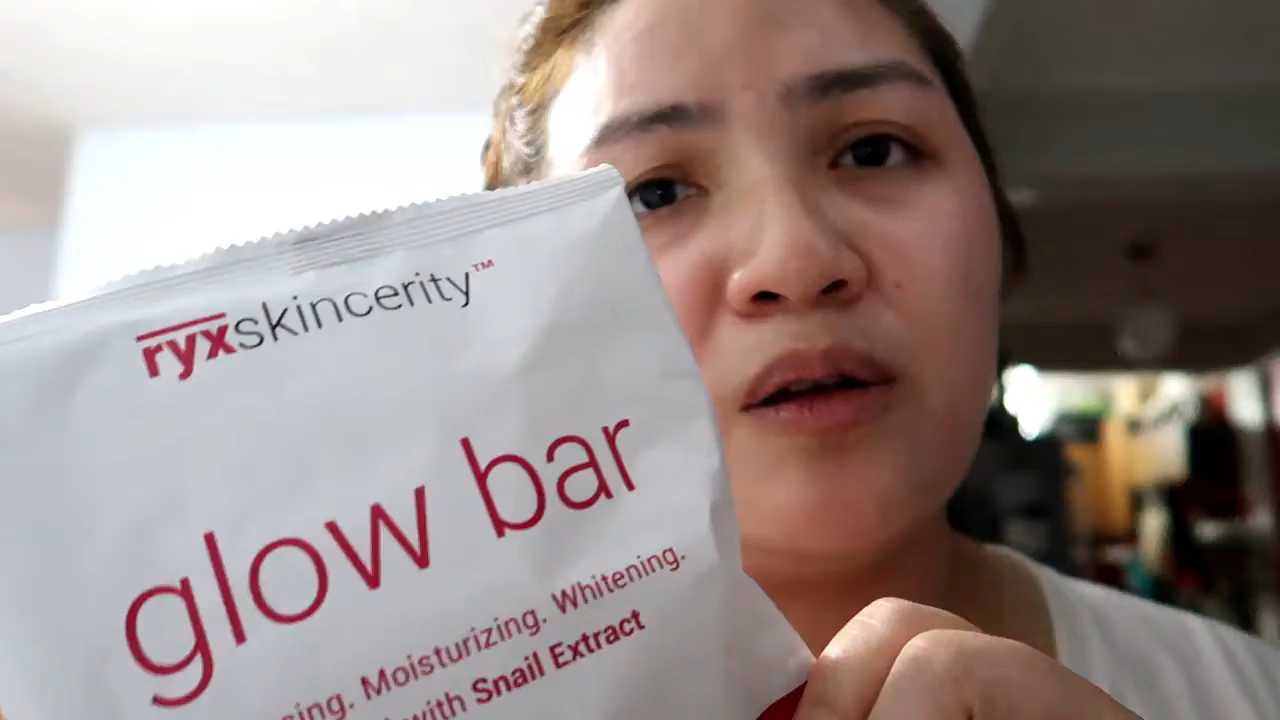 ryxskincerity™
glow bar
Moisturizing. Whitening.
with Snail Extract